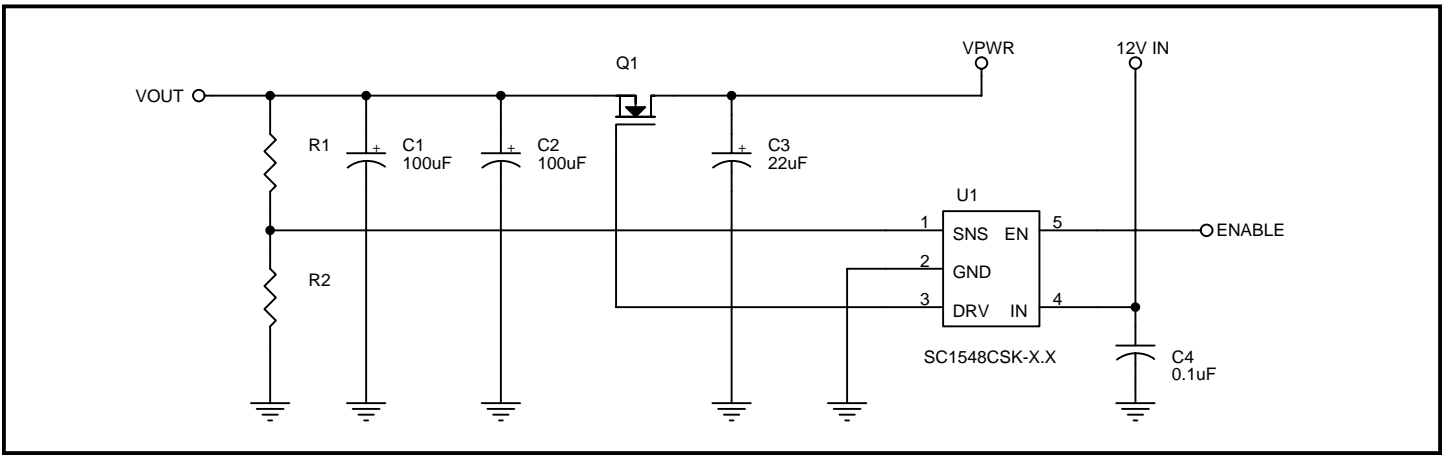 VPWR
12V IN
Q1
VOUT
R1
C1
100uF
C2
100uF
C3
22uF
U1
1
SNS
EN
5
ENABLE
2
GND
R2
3
DRV
IN
4
SC1548CSK-X.X
C4
0.1uF
+
+
+